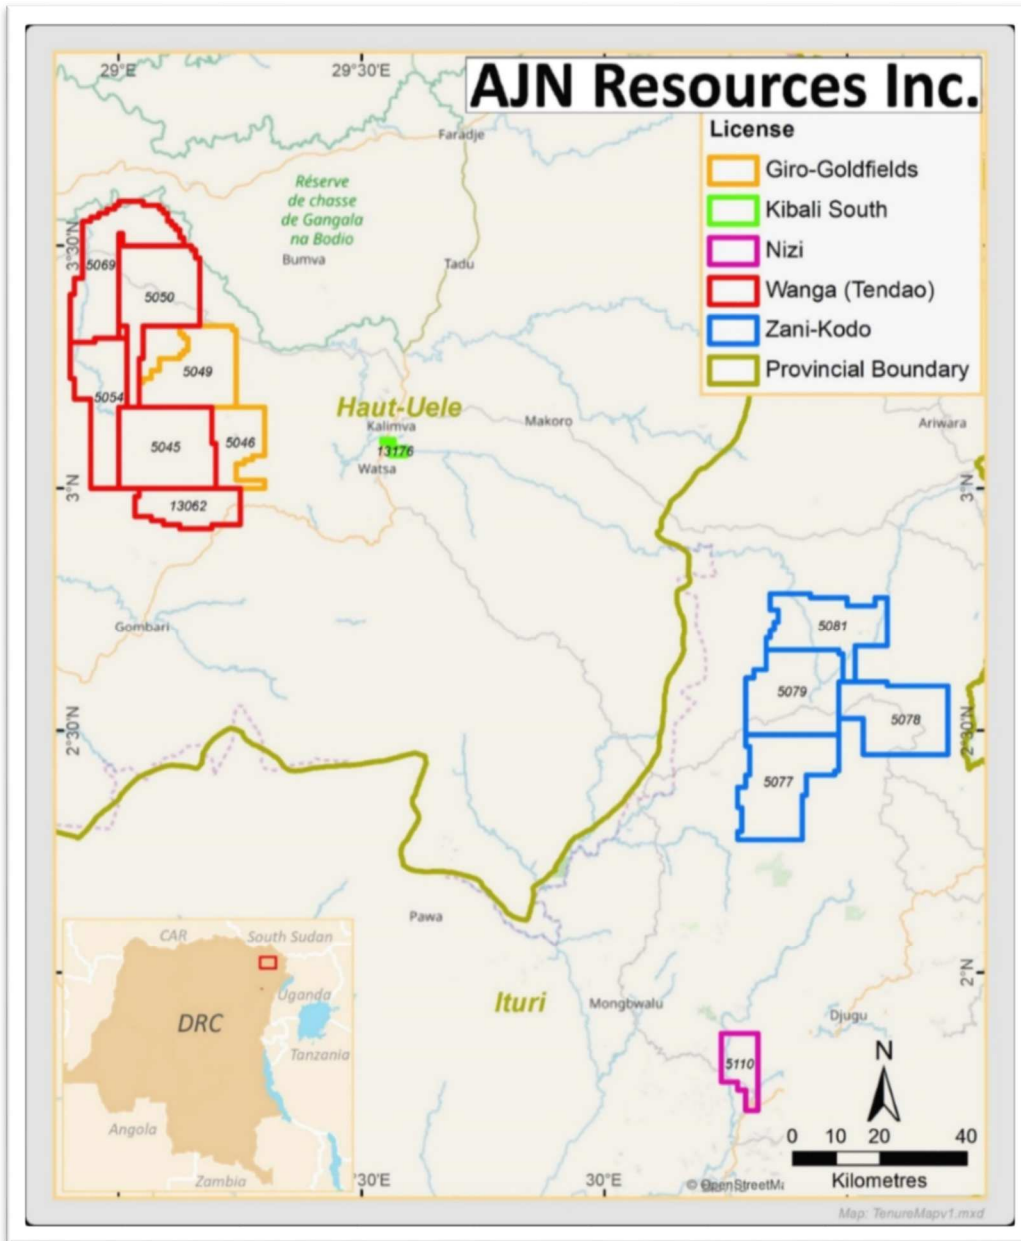 29°E
29°30'E
AJN Resources Inc.
License
Giro-Goldfields
Kibali South
Nizi
Wanga (Tendao)
Zani-Kodo
Provincial Boundary
Faradje
Réserve
de chasse
de Gangala
na Bodio
Bumva
Tadu
3°30'N
5069
5050
5049
5054
Haut-Uele
Kalimva
Makoro
Ariwara
5045
5046
13176
Watsa
3°N
3°N
13062
Gombari
5081
5079
5078
2°30'N
2°30'N
5077
Pawa
CAR
South Sudan
Uganda
DRC
Tanzania
Angola
Zambia
Ituri
Mongbwalu
Djugu
2°N
5110
N
0 10 20 40
Kilometres
30'E
30°E
Map: TenureMapv1.mxd